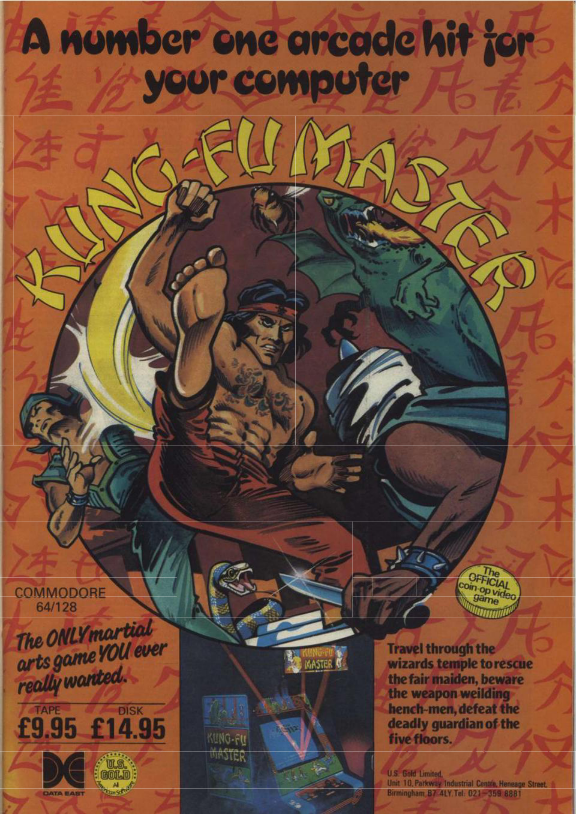 A number one arcade hit for
your computer
KUNG-FU MASTER
COMMODORE
64/128
The ONLY martial
arts game YOU ever
really wanted.
TAPE DISK
£9.95 £14.95
DATA EAST
U.S.
GOLD
The
OFFICIAL
coin-op video
game
KUNG-FU
MASTER
KUNG-FU
MASTER
Travel through the
wizards temple to rescue
the fair maiden, beware
the weapon weilding
hench-men, defeat the
deadly guardian of the
five floors.
U.S. Gold Limited,
Unit 10, Parkway Industrial Centre, Heneage Street,
Birmingham B7 4LY. Tel: 021-359 8881